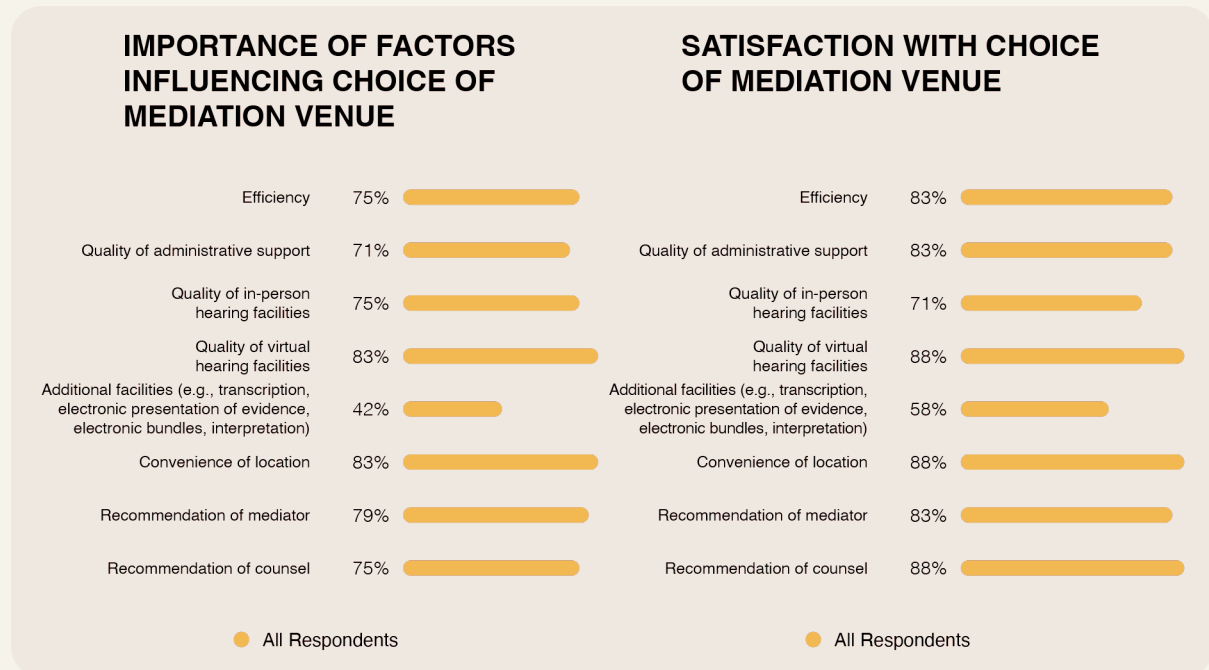 IMPORTANCE OF FACTORS
INFLUENCING CHOICE OF
MEDIATION VENUE
Efficiency 75%
Quality of administrative support 71%
Quality of in-person
hearing facilities 75%
Quality of virtual
hearing facilities 83%
Additional facilities (e.g., transcription,
electronic presentation of evidence, 42%
electronic bundles, interpretation)
Convenience of location 83%
Recommendation of mediator 79%
Recommendation of counsel 75%
All Respondents
SATISFACTION WITH CHOICE
OF MEDIATION VENUE
Efficiency 83%
Quality of administrative support 83%
Quality of in-person
hearing facilities 71%
Quality of virtual
hearing facilities 88%
Additional facilities (e.g., transcription,
electronic presentation of evidence, 58%
electronic bundles, interpretation)
Convenience of location 88%
Recommendation of mediator 83%
Recommendation of counsel 88%
All Respondents